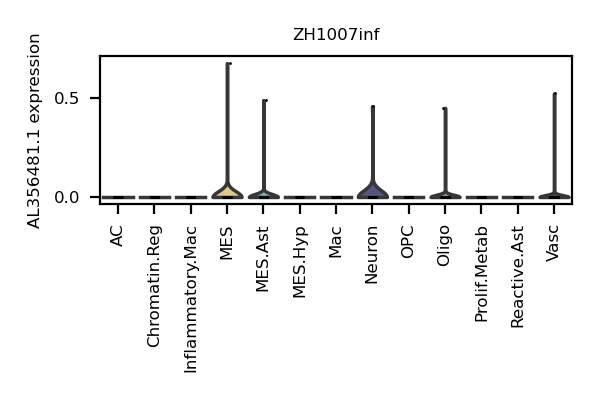 ZH1007inf
AL356481.1 expression
0.5
0.0
AC
Chromatin.Reg
Inflammatory.Mac
MES
MES.Ast
MES.Hyp
Mac
Neuron
OPC
Oligo
Prolif.Metab
Reactive.Ast
Vasc